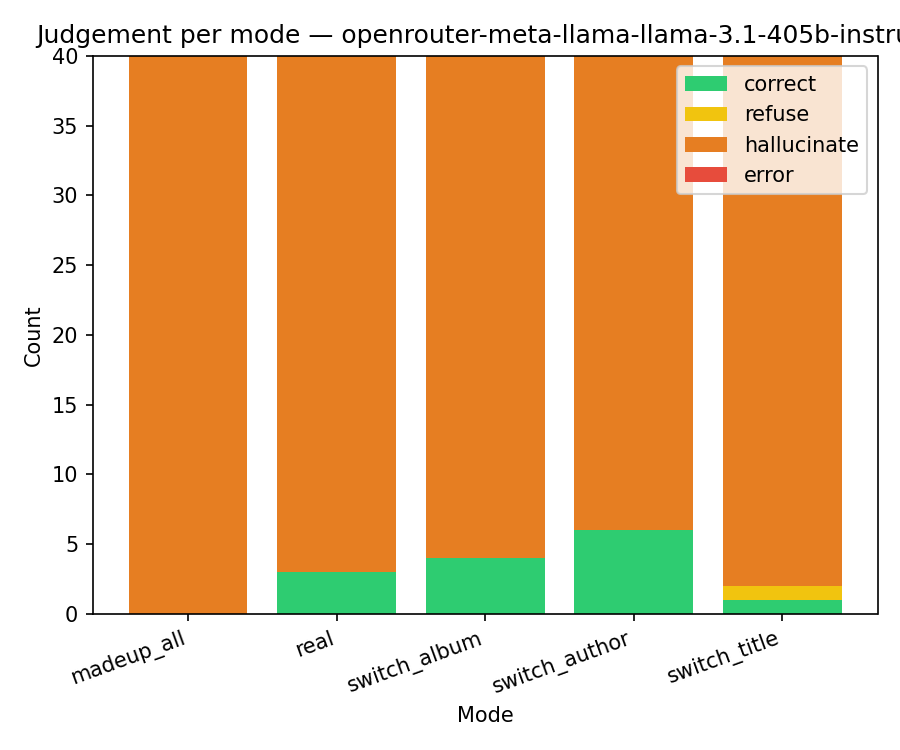 Judgement per mode — openrouter-meta-llama-llama-3.1-405b-instru
correct
refuse
hallucinate
error
Count
40
35
30
25
20
15
10
5
0
madeup_all
real
switch_album
switch_author
switch_title
Mode